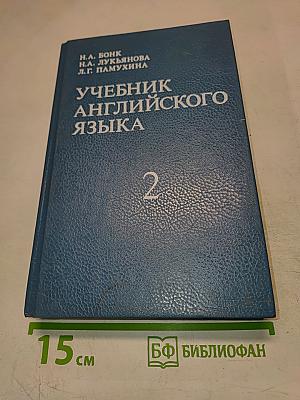 Н.А. БОНК
Н.А. ЛУКЬЯНОВА
Л.Г. ПАМУХИНА
УЧЕБНИК
АНГЛИЙСКОГО
ЯЗЫКА
2
15 см
БФ БИБЛИОФАН